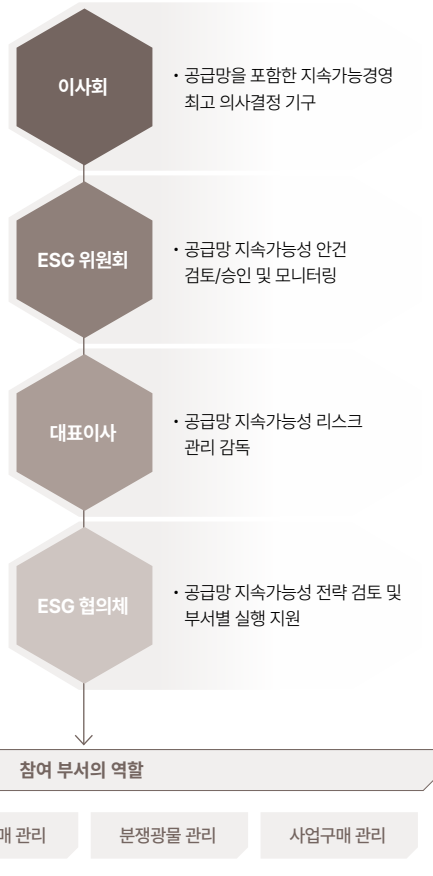 이사회
· 공급망을 포함한 지속가능경영
최고 의사결정 기구
ESG 위원회
· 공급망 지속가능성 안건
검토/승인 및 모니터링
대표이사
· 공급망 지속가능성 리스크
관리 감독
ESG 협의체
· 공급망 지속가능성 전략 검토 및
부서별 실행 지원
참여 부서의 역할
관리
분쟁광물 관리
사업구매 관리